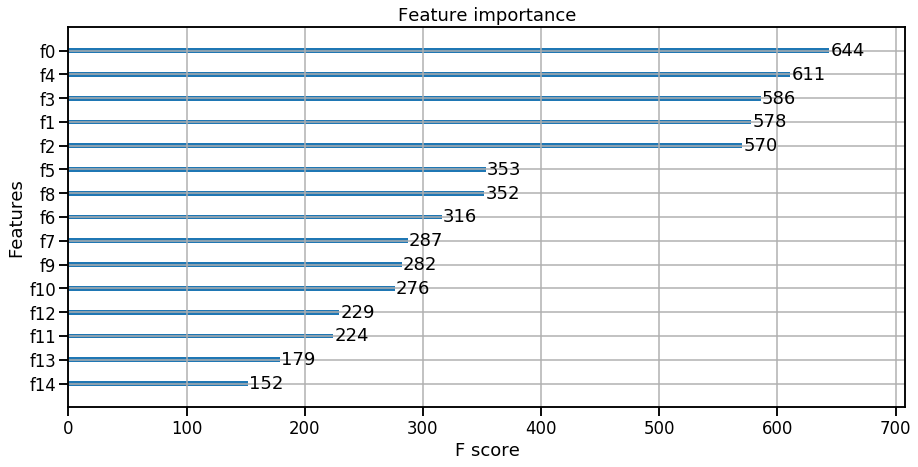 Feature importance
f0 644
f4 611
f3 586
f1 578
f2 570
f5 353
f8 352
f6 316
f7 287
f9 282
f10 276
f12 229
f11 224
f13 179
f14 152
Features
0 100 200 300 400 500 600 700
F score